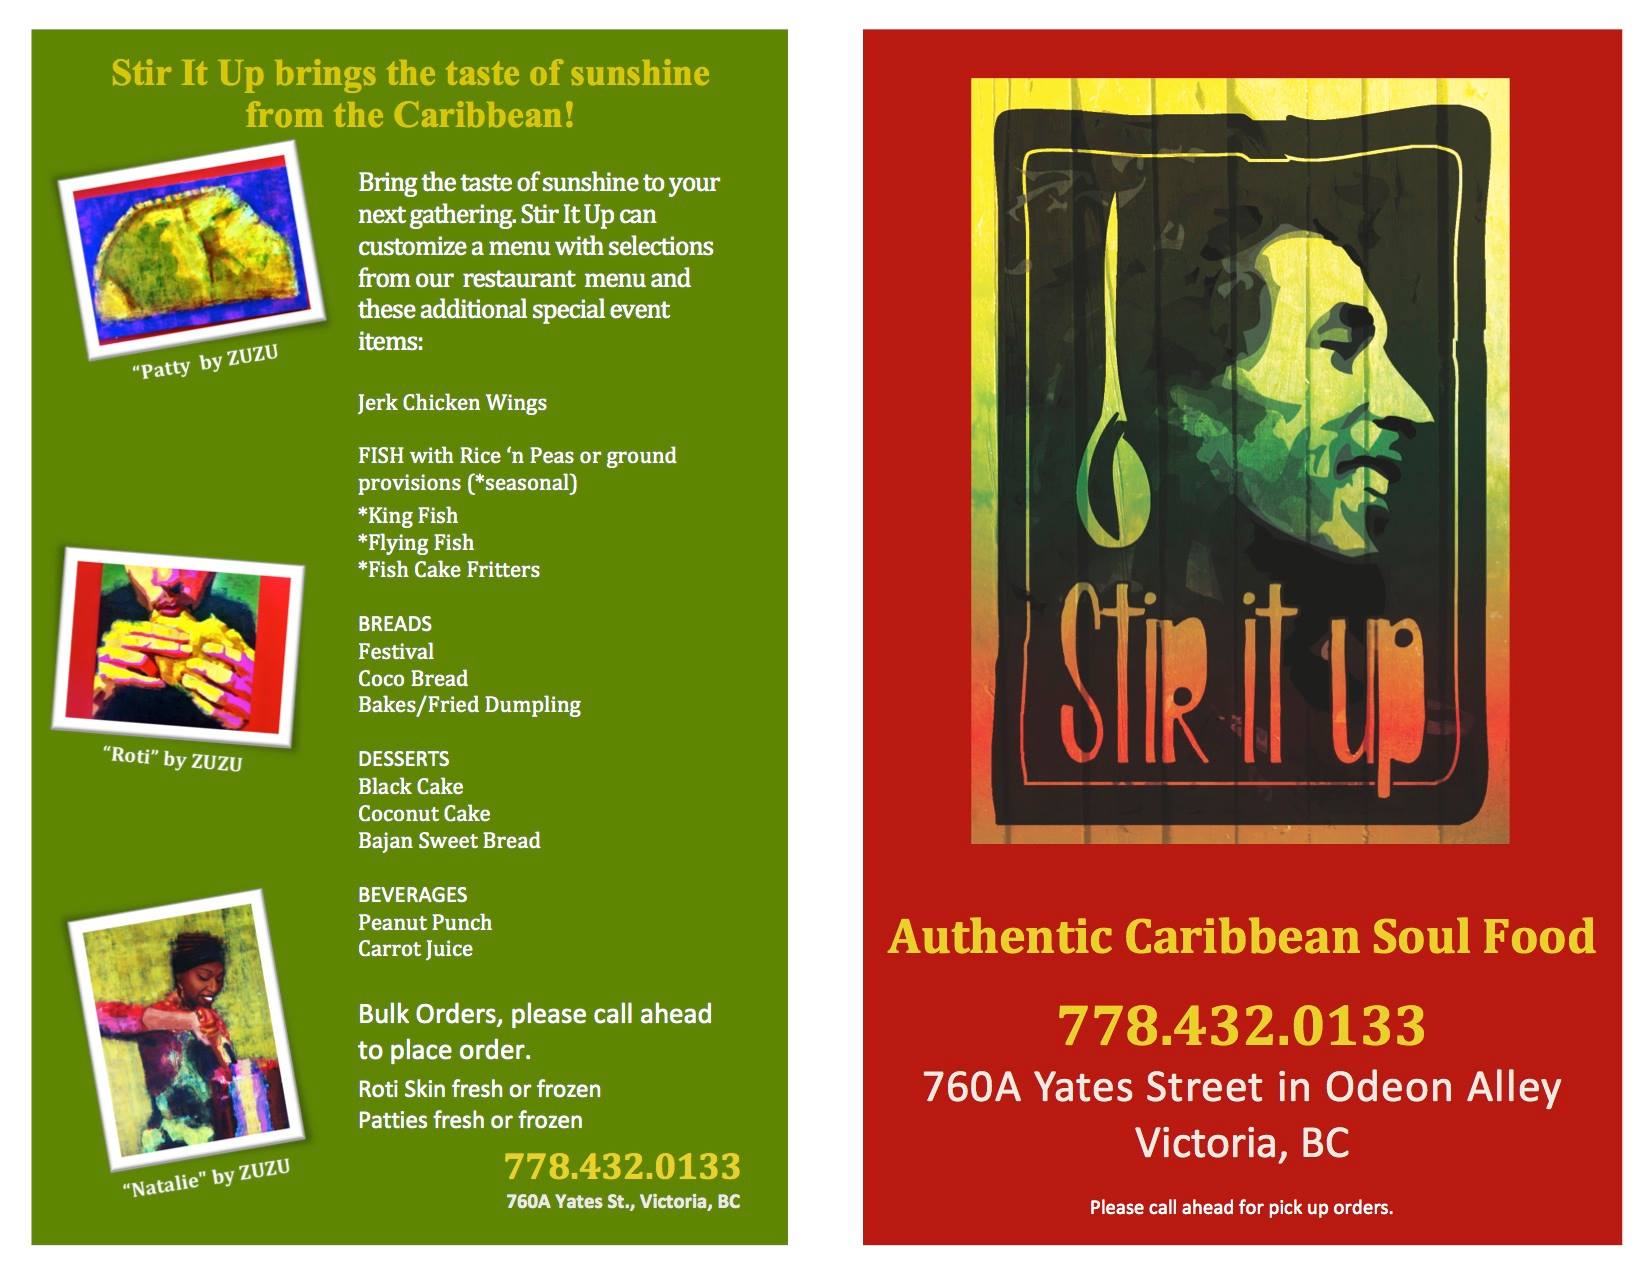 Stir It Up brings the taste of sunshine
from the Caribbean!
“Patty  by ZUZU
Bring the taste of sunshine to your
next gathering. Stir It Up can
customize a menu with selections
from our restaurant menu and
these additional special event
items:
Jerk Chicken Wings
FISH with Rice ‘n Peas or ground
provisions (*seasonal)
*King Fish
*Flying Fish
*Fish Cake Fritters
“Roti” by ZUZU
BREADS
Festival
Coco Bread
Bakes/Fried Dumpling
DESSERTS
Black Cake
Coconut Cake
Bajan Sweet Bread
BEVERAGES
Peanut Punch
Carrot Juice
“Natalie" by ZUZU
Bulk Orders, please call ahead
to place order.
Roti Skin fresh or frozen
Patties fresh or frozen
778.432.0133
760A Yates St., Victoria, BC
Stir it up
Authentic Caribbean Soul Food
778.432.0133
760A Yates Street in Odeon Alley
Victoria, BC
Please call ahead for pick up orders.